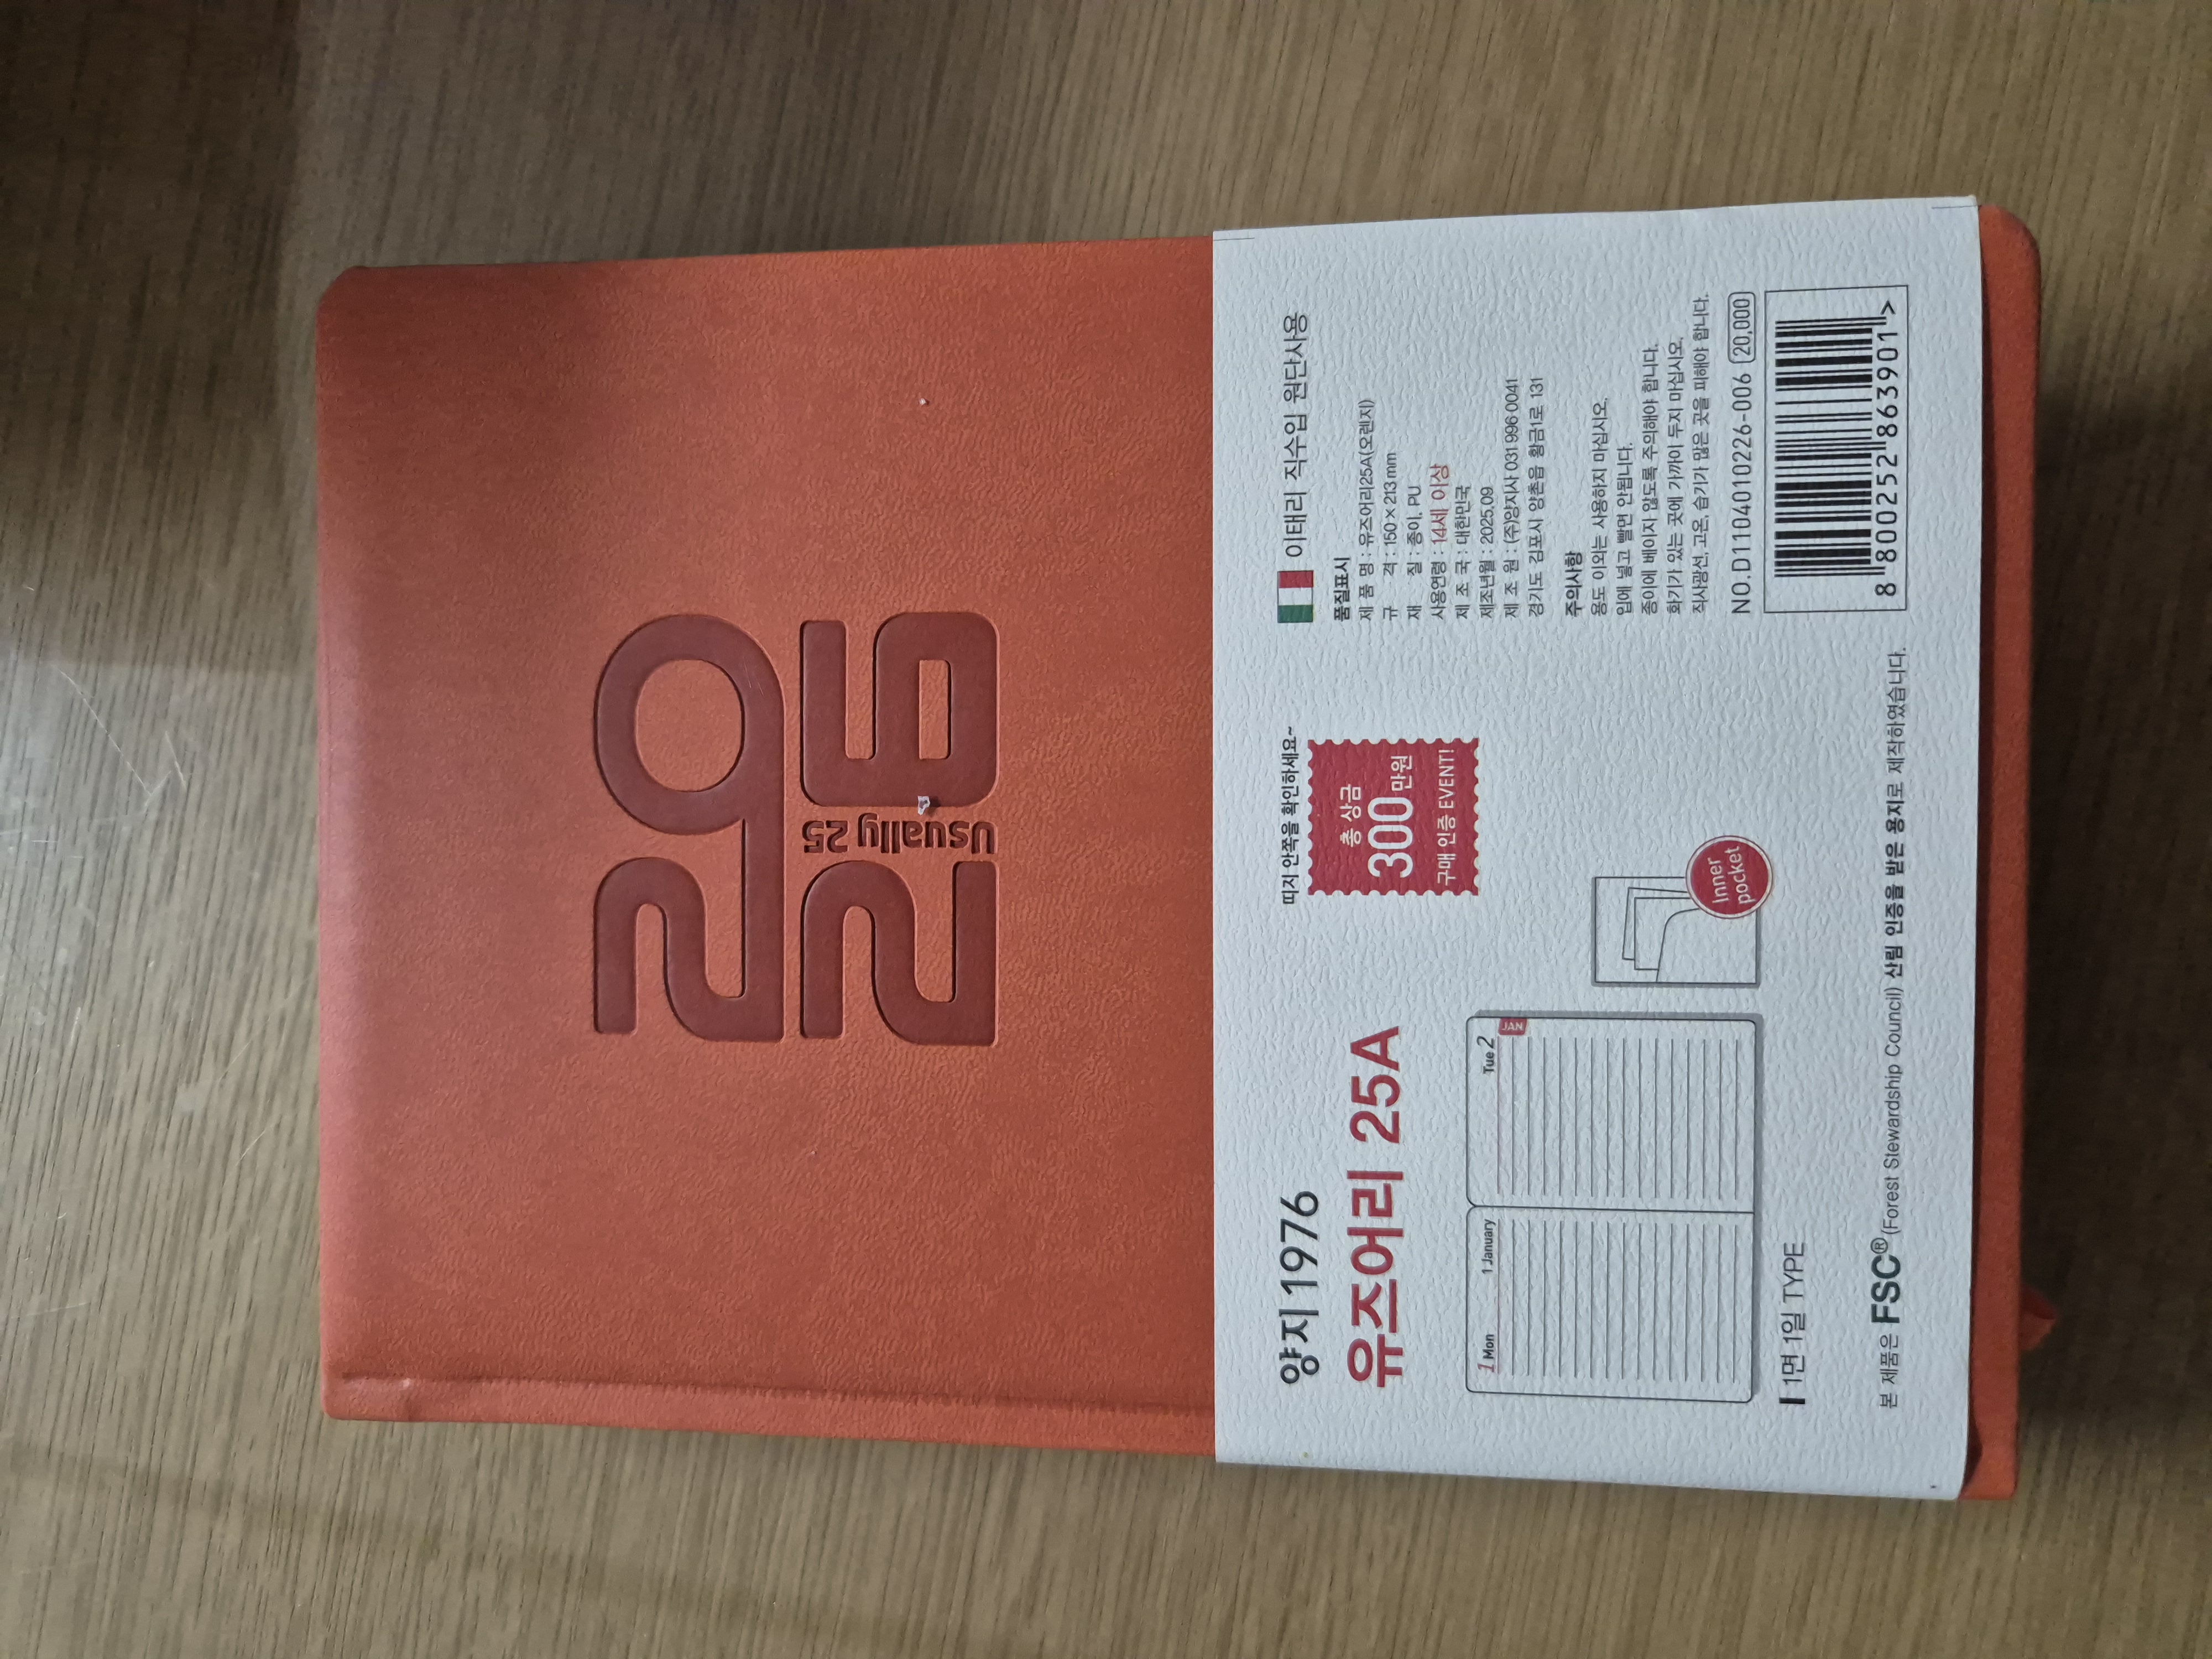 20
26
Usually 25
양지 1976
유즈어리 25A
1 Mon
1 January
Tue 2
JAN
1면 1일 TYPE
Inner
pocket
띠지 안쪽을 확인하세요~
총 상금
300만원
구매 인증 EVENT!
이태리 직수입 원단사용
품질표시
제 품 명 : 유즈어리25A(오렌지)
규 격 : 150 × 213 mm
재 질 : 종이, PU
사용연령 : 14세 이상
제 조 국 : 대한민국
제조년월 : 2025.09
제 조 원 : (주)양지사 031 996 0041
경기도 김포시 양촌읍 황금1로 131
주의사항
용도 이외는 사용하지 마십시오.
입에 넣고 빨면 안됩니다.
종이에 베이지 않도록 주의해야 합니다.
화기가 있는 곳에 가까이 두지 마십시오.
직사광선, 고온, 습기가 많은 곳을 피해야 합니다.
NO.D1104010226-006 20,000
8 800252 863901 >
본 제품은 FSC®(Forest Stewardship Council) 산림 인증을 받은 용지로 제작하였습니다.